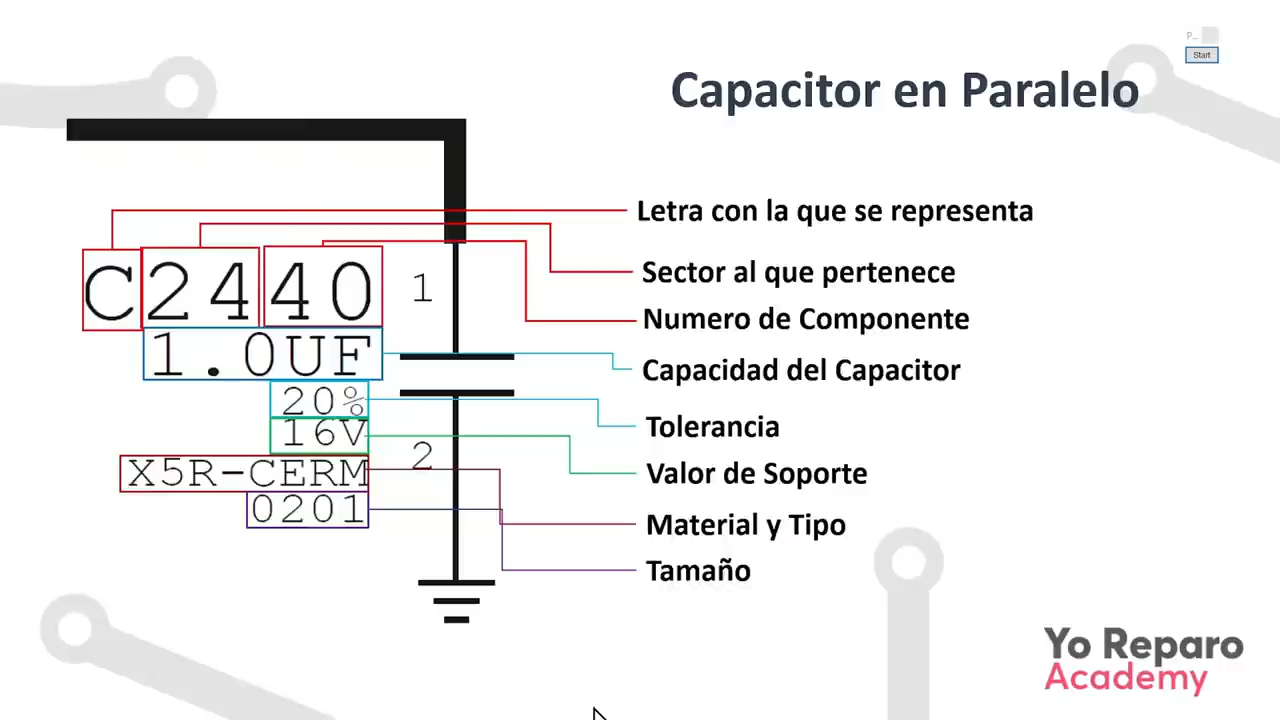 P...
Start
Capacitor en Paralelo
Letra con la que se representa
Sector al que pertenece
Numero de Componente
Capacidad del Capacitor
Tolerancia
Valor de Soporte
Material y Tipo
Tamaño
C2440
1.0UF
20%
16V
X5R-CERM
0201
1
2
Yo Reparo
Academy